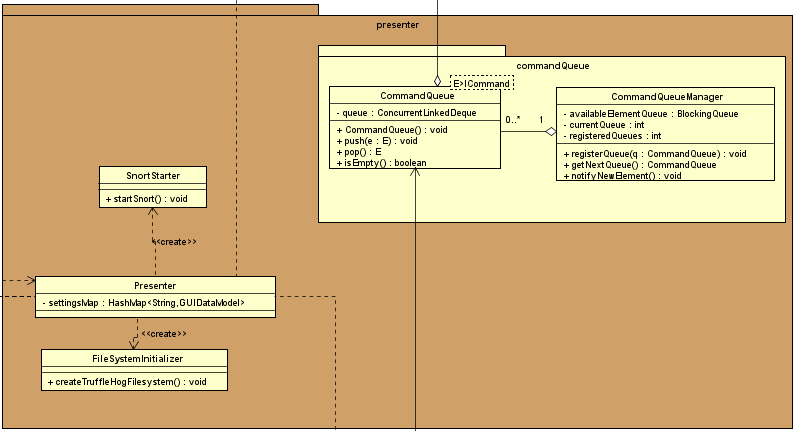 presenter
commandQueue
E>ICommand
CommandQueue
- queue : ConcurrentLinkedDeque
+ CommandQueue() : void
+ push(e : E) : void
+ pop() : E
+ isEmpty() : boolean
0..*
1
CommandQueueManager
- availableElementQueue : BlockingQueue
- currentQueue : int
- registeredQueues : int
+ registerQueue(q : CommandQueue) : void
+ getNextQueue() : CommandQueue
+ notifyNewElement() : void
SnortStarter
+ startSnort() : void
<<create>>
Presenter
- settingsMap : HashMap<String,GUIDataModel>
<<create>>
FileSystemInitializer
+ createTruffleHogFilesystem() : void